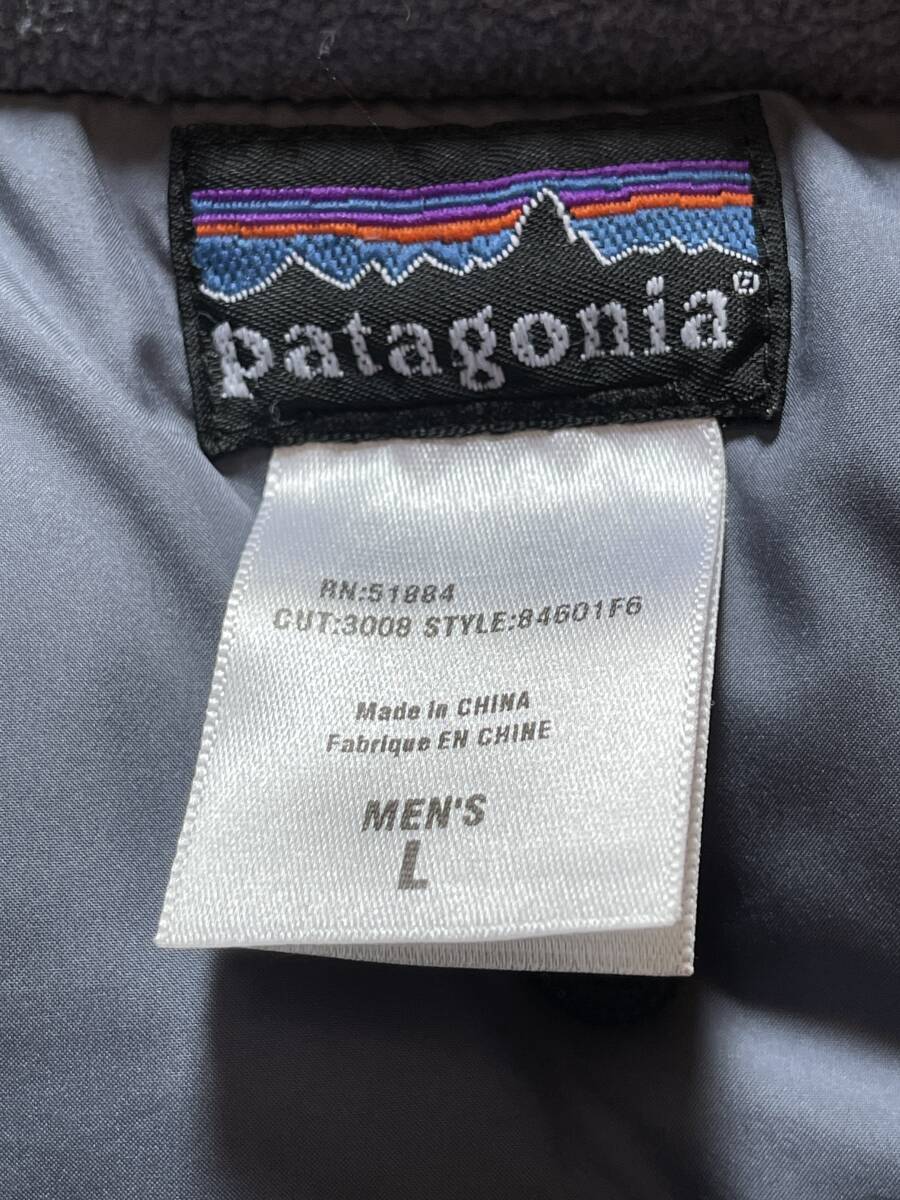 patagonia®
RN:51884
CUT:3008 STYLE:84601F6
Made in CHINA
Fabrique EN CHINE
MEN'S
L